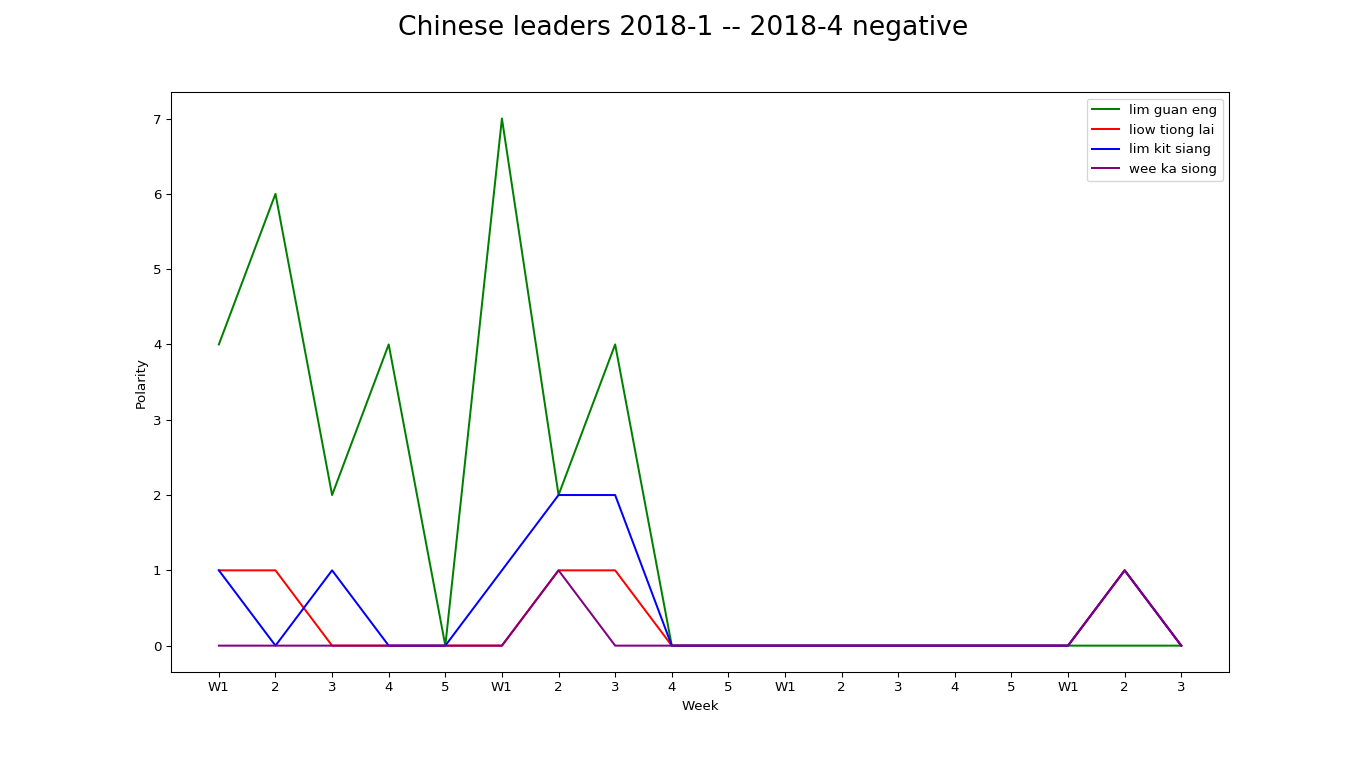 Chinese leaders 2018-1 -- 2018-4 negative
lim guan eng
liow tiong lai
lim kit siang
wee ka siong
7
6
5
4
3
2
1
0
Polarity
W1 2 3 4 5 W1 2 3 4 5 W1 2 3 4 5 W1 2 3
Week